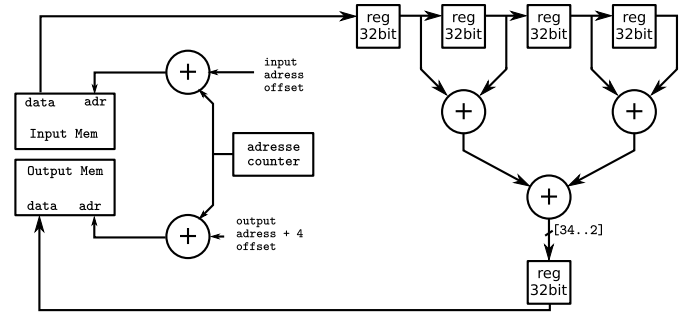 reg
32bit
reg
32bit
reg
32bit
reg
32bit
input
adress
offset
data
adr
Input Mem
+
+
+
adresse
counter
Output Mem
data
adr
+
+
output
adress + 4
offset
[34..2]
reg
32bit